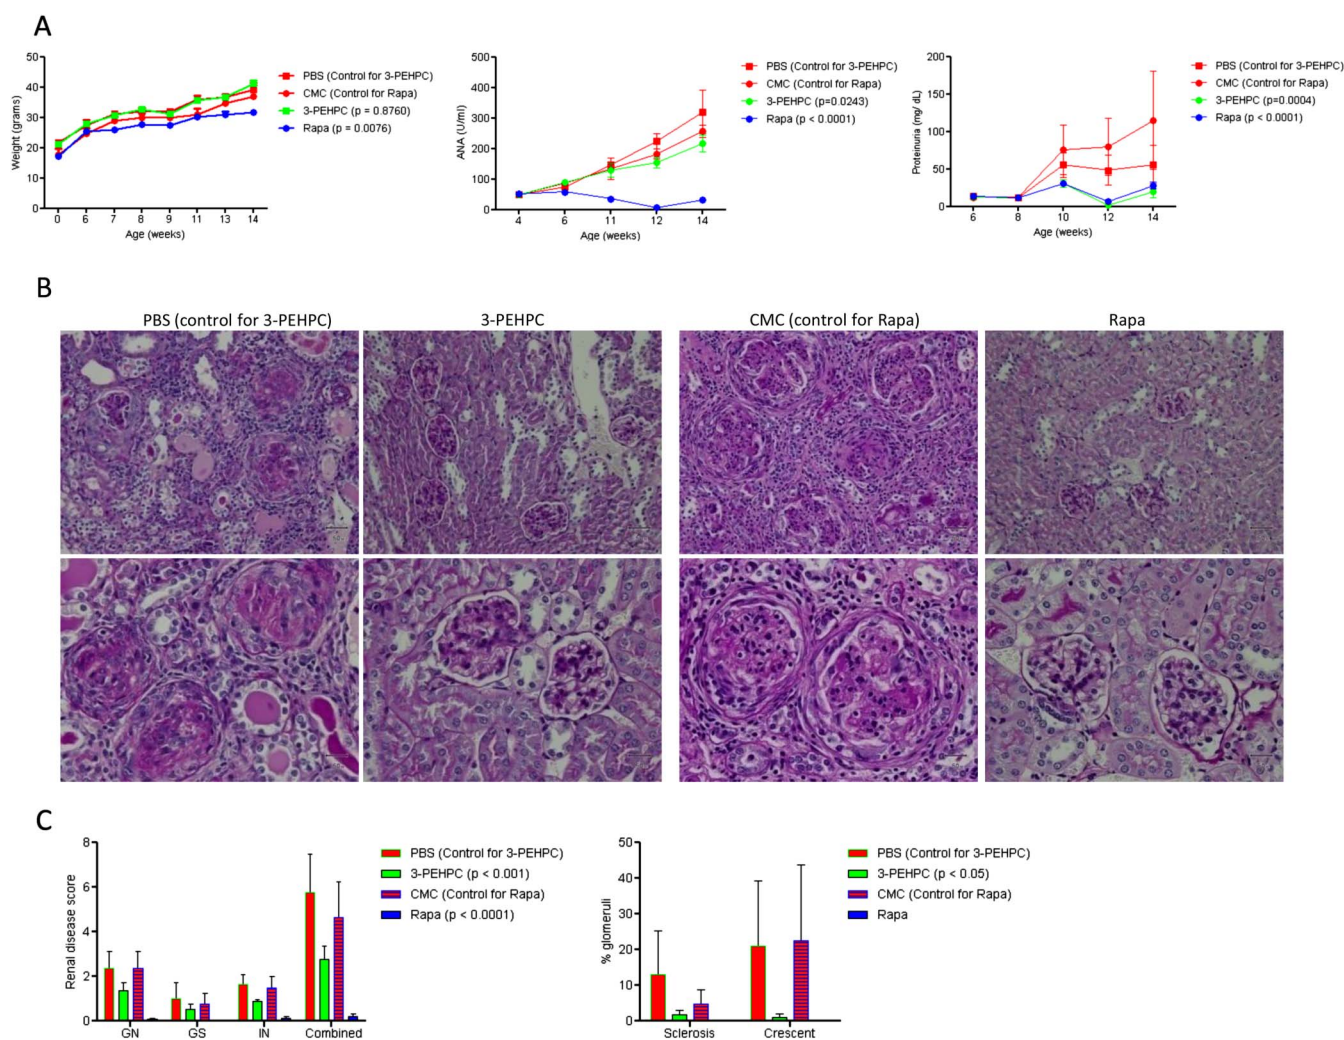 A
Weight (grams)
50
40
30
20
10
0
0 6 7 8 9 11 13 14
Age (weeks)
PBS (Control for 3-PEHPC)
CMC (Control for Rapa)
3-PEHPC (p = 0.8760)
Rapa (p = 0.0076)
ANA (U/ml)
500
400
300
200
100
0
4 6 11 12 14
Age (weeks)
PBS (Control for 3-PEHPC)
CMC (Control for Rapa)
3-PEHPC (p=0.0243)
Rapa (p < 0.0001)
Proteinuria (mg/ dL)
200
150
100
50
0
6 8 10 12 14
Age (weeks)
PBS (Control for 3-PEHPC)
CMC (Control for Rapa)
3-PEHPC (p=0.0004)
Rapa (p < 0.0001)
B
PBS (control for 3-PEHPC) 3-PEHPC CMC (control for Rapa) Rapa
C
Renal disease score
8
6
4
2
0
GN GS IN Combined
PBS (Control for 3-PEHPC)
3-PEHPC (p < 0.001)
CMC (Control for Rapa)
Rapa (p < 0.0001)
% glomeruli
50
40
30
20
10
0
Sclerosis Crescent
PBS (Control for 3-PEHPC)
3-PEHPC (p < 0.05)
CMC (Control for Rapa)
Rapa